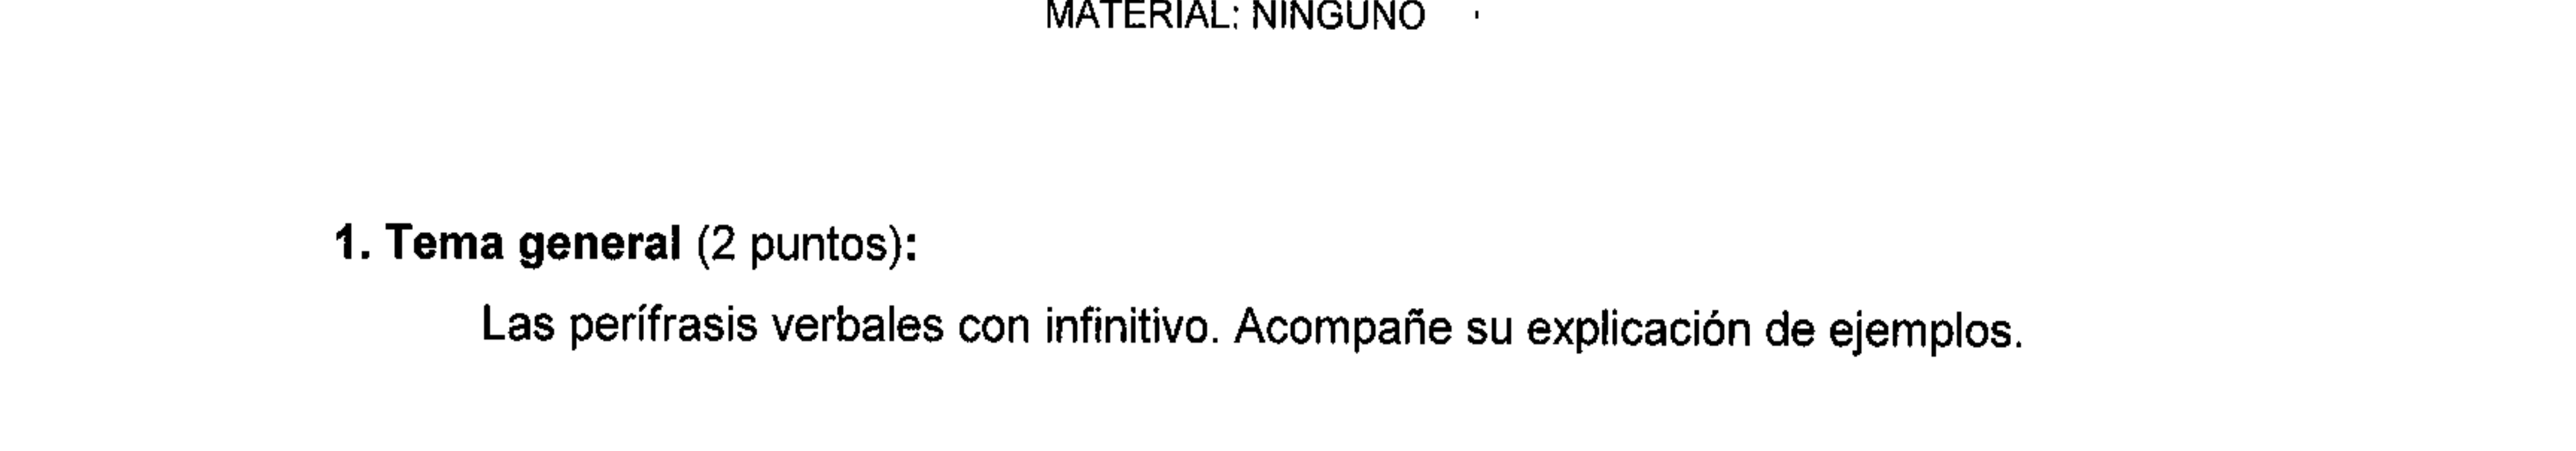 MATERIAL: NINGUNO
1. Tema general (2 puntos):
Las perífrasis verbales con infinitivo. Acompañe su explicación de ejemplos.